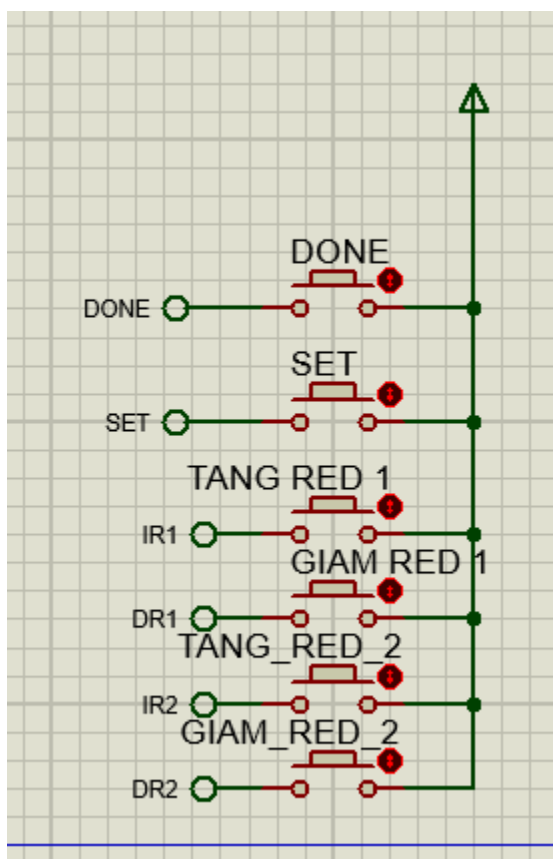 DONE
DONE
SET
SET
TANG RED 1
IR1
GIAM RED 1
DR1
TANG_RED_2
IR2
GIAM_RED_2
DR2